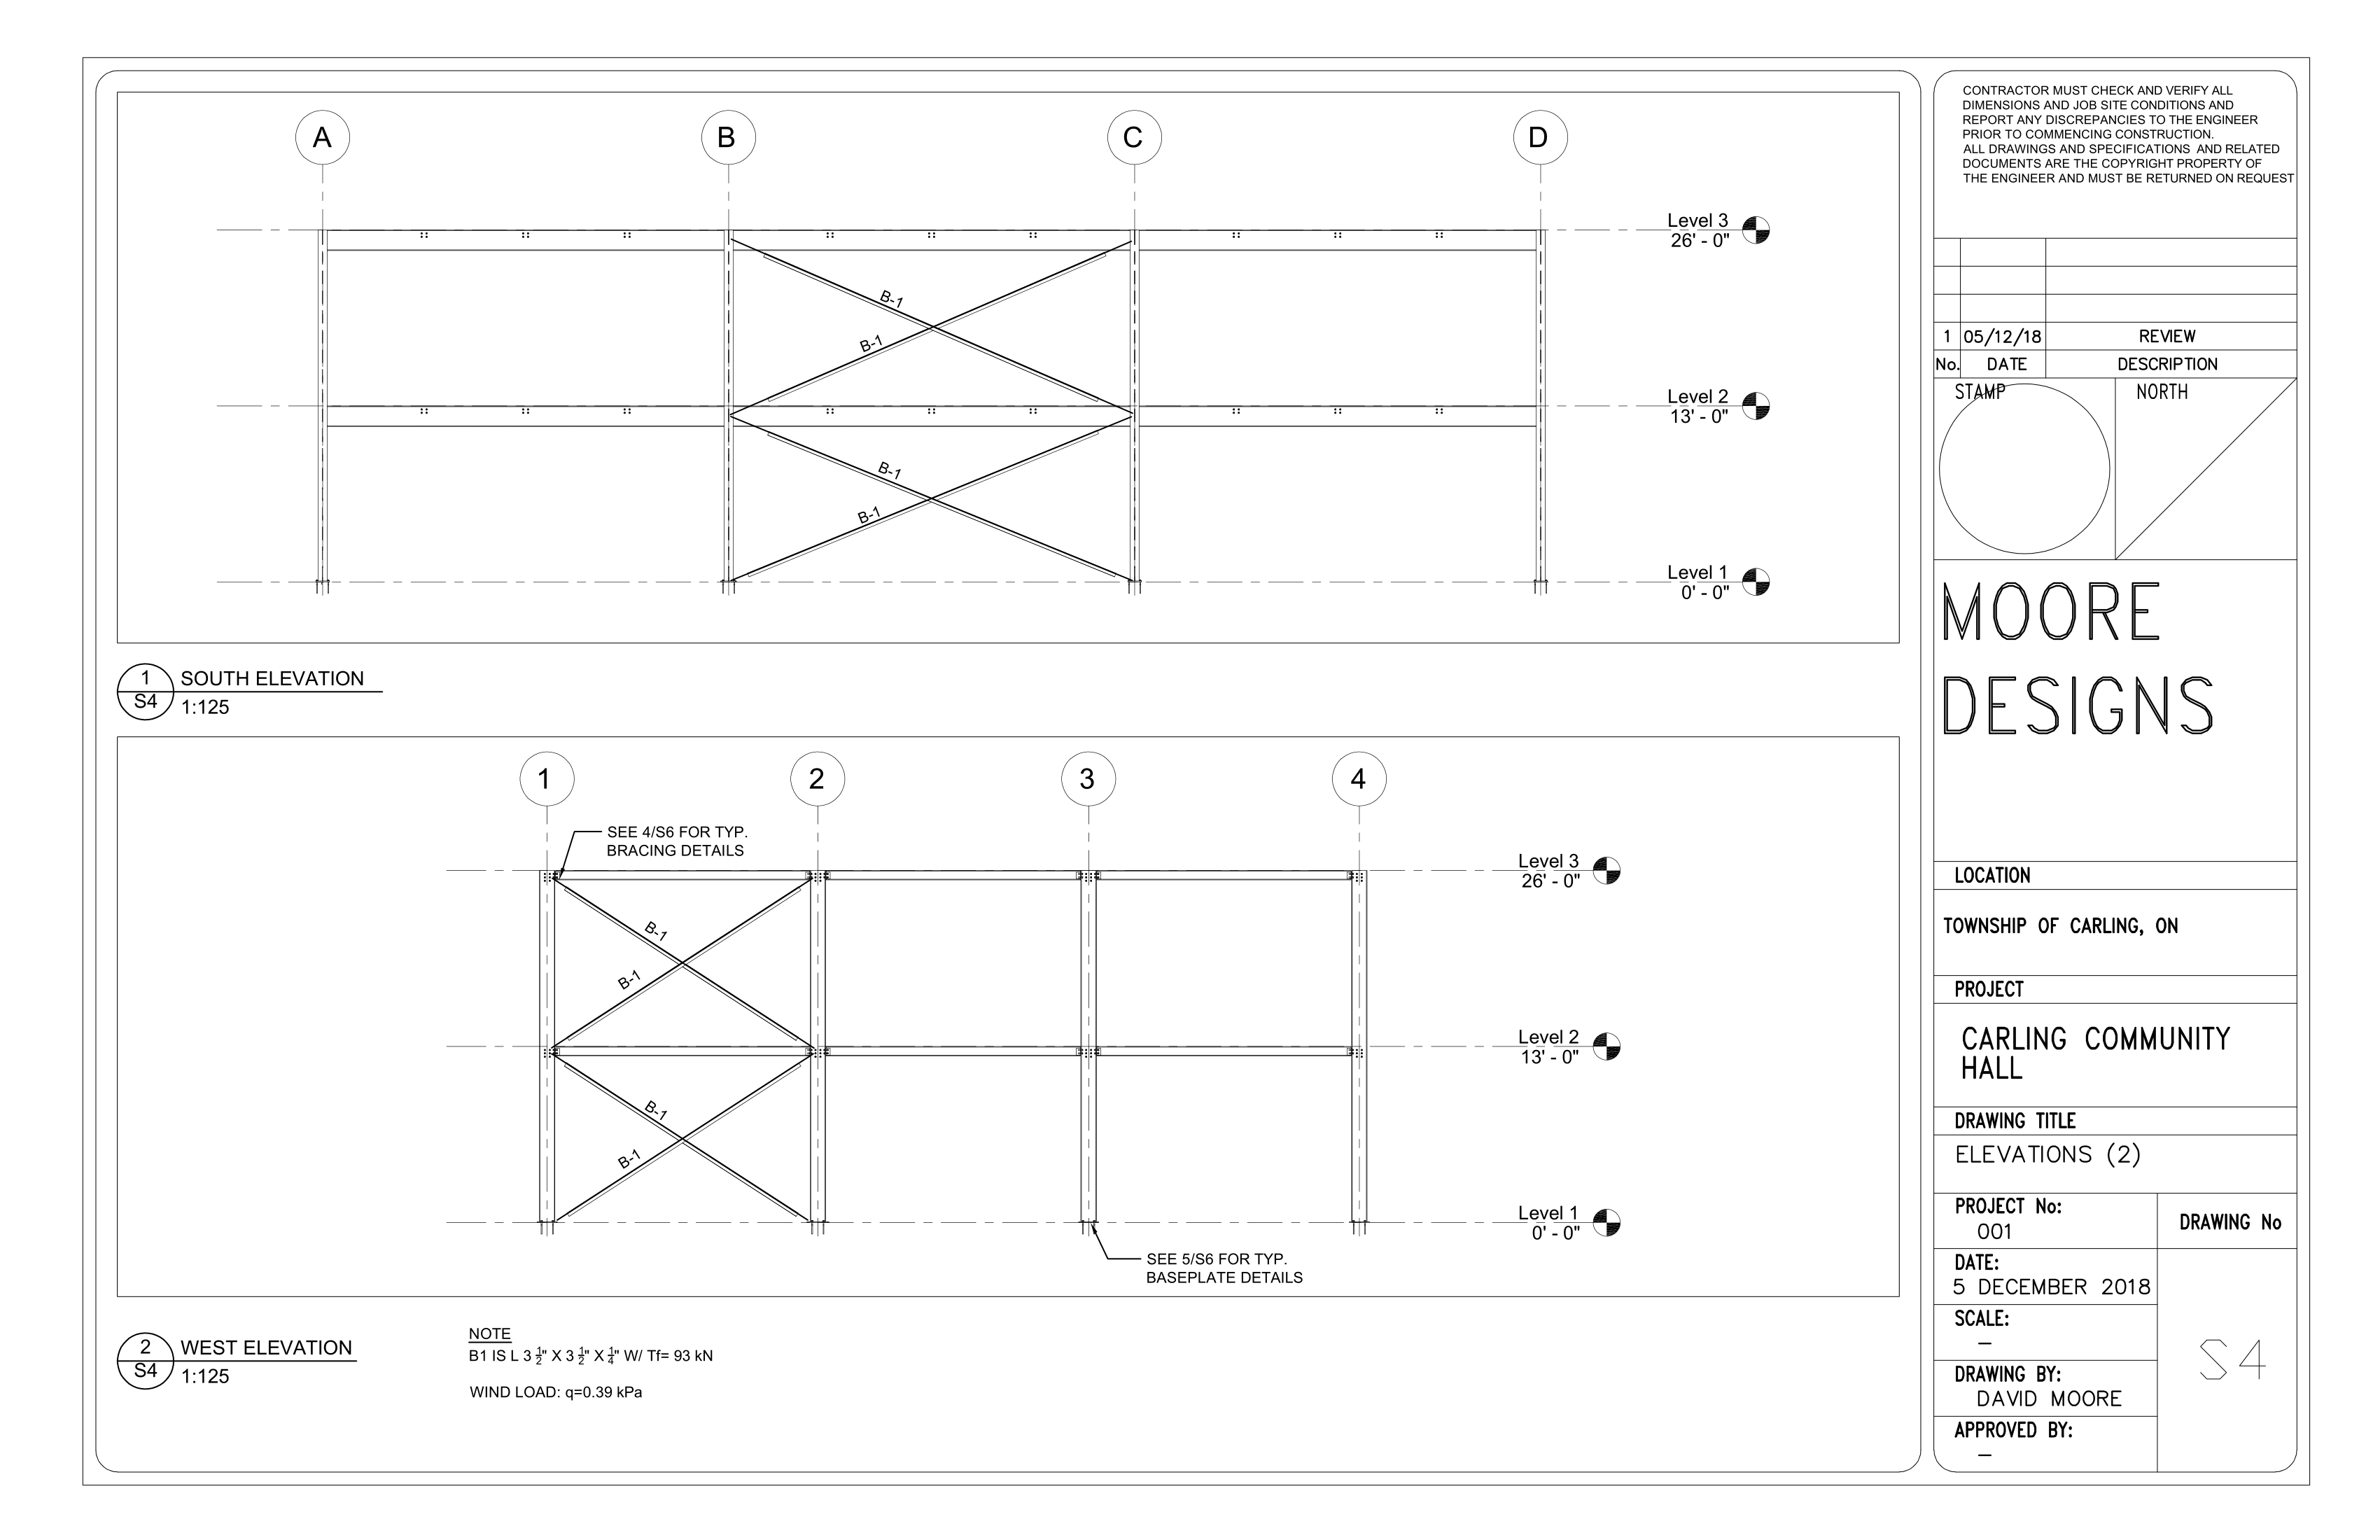 A
B
C
D
Level 3
26' - 0"
B-1
B-1
Level 2
13' - 0"
B-1
B-1
Level 1
0' - 0"
1
S4
SOUTH ELEVATION
1:125
1
2
3
4
SEE 4/S6 FOR TYP.
BRACING DETAILS
Level 3
26' - 0"
B-1
B-1
Level 2
13' - 0"
B-1
B-1
Level 1
0' - 0"
SEE 5/S6 FOR TYP.
BASEPLATE DETAILS
2
S4
WEST ELEVATION
1:125
NOTE
B1 IS L 3 1/2" X 3 1/2" X 1/4" W/ Tf= 93 kN
WIND LOAD: q=0.39 kPa
CONTRACTOR MUST CHECK AND VERIFY ALL
DIMENSIONS AND JOB SITE CONDITIONS AND
REPORT ANY DISCREPANCIES TO THE ENGINEER
PRIOR TO COMMENCING CONSTRUCTION.
ALL DRAWINGS AND SPECIFICATIONS AND RELATED
DOCUMENTS ARE THE COPYRIGHT PROPERTY OF
THE ENGINEER AND MUST BE RETURNED ON REQUEST
1 05/12/18 REVIEW
No. DATE DESCRIPTION
STAMP NORTH
MOORE
DESIGNS
LOCATION
TOWNSHIP OF CARLING, ON
PROJECT
CARLING COMMUNITY
HALL
DRAWING TITLE
ELEVATIONS (2)
PROJECT No:
001
DRAWING No
DATE:
5 DECEMBER 2018
SCALE:
–
DRAWING BY:
DAVID MOORE
APPROVED BY:
–
S4